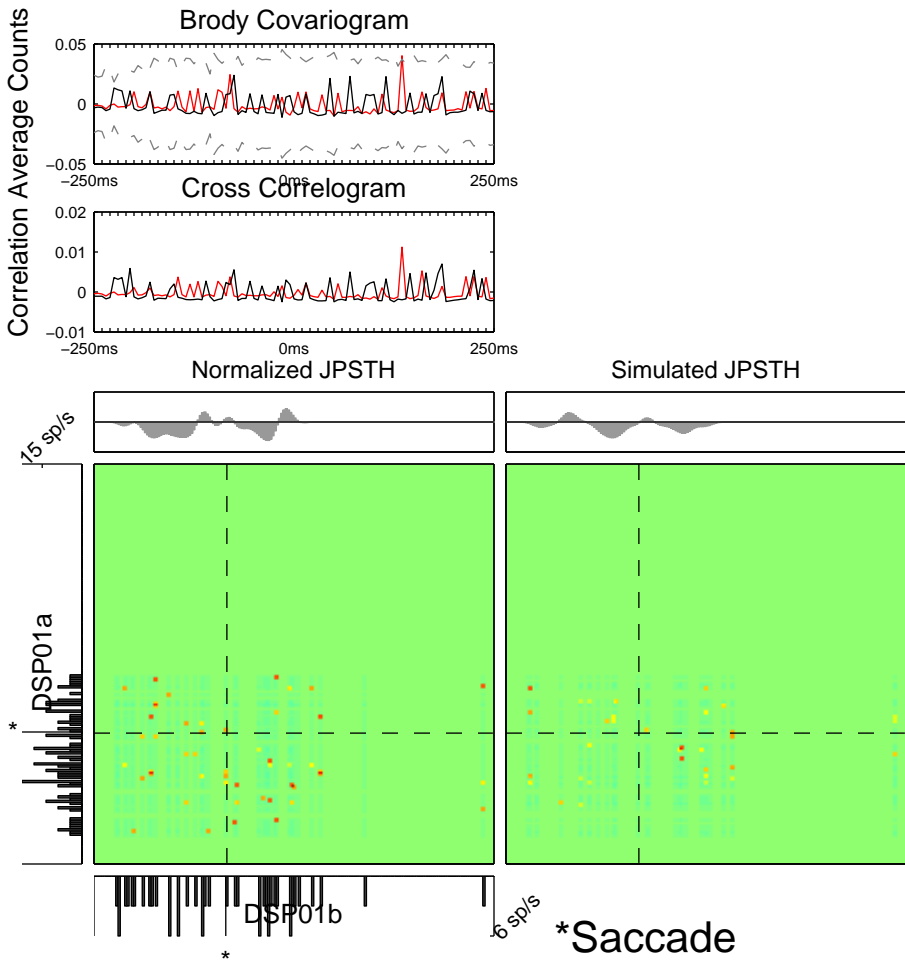 Brody Covariogram
Correlation Average Counts
0.05
0
−0.05
−250ms
0ms
250ms
Cross Correlogram
0.02
0.01
0
−0.01
−250ms
0ms
250ms
Normalized JPSTH
Simulated JPSTH
15 sp/s
DSP01a
*
DSP01b
6 sp/s
*
*Saccade